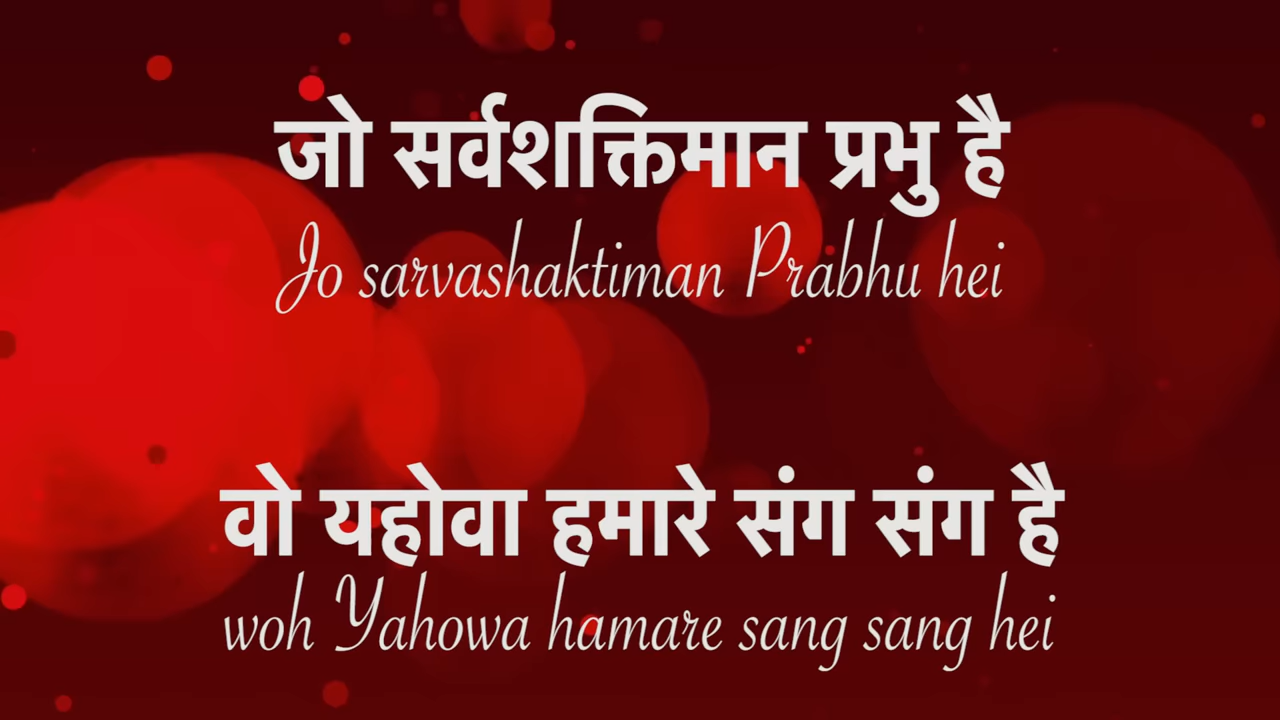 जो सर्वशक्तिमान प्रभु है
Jo sarvashaktiman Prabhu hei
वो यहोवा हमारे संग संग है
woh Yahowa hamare sang sang hei